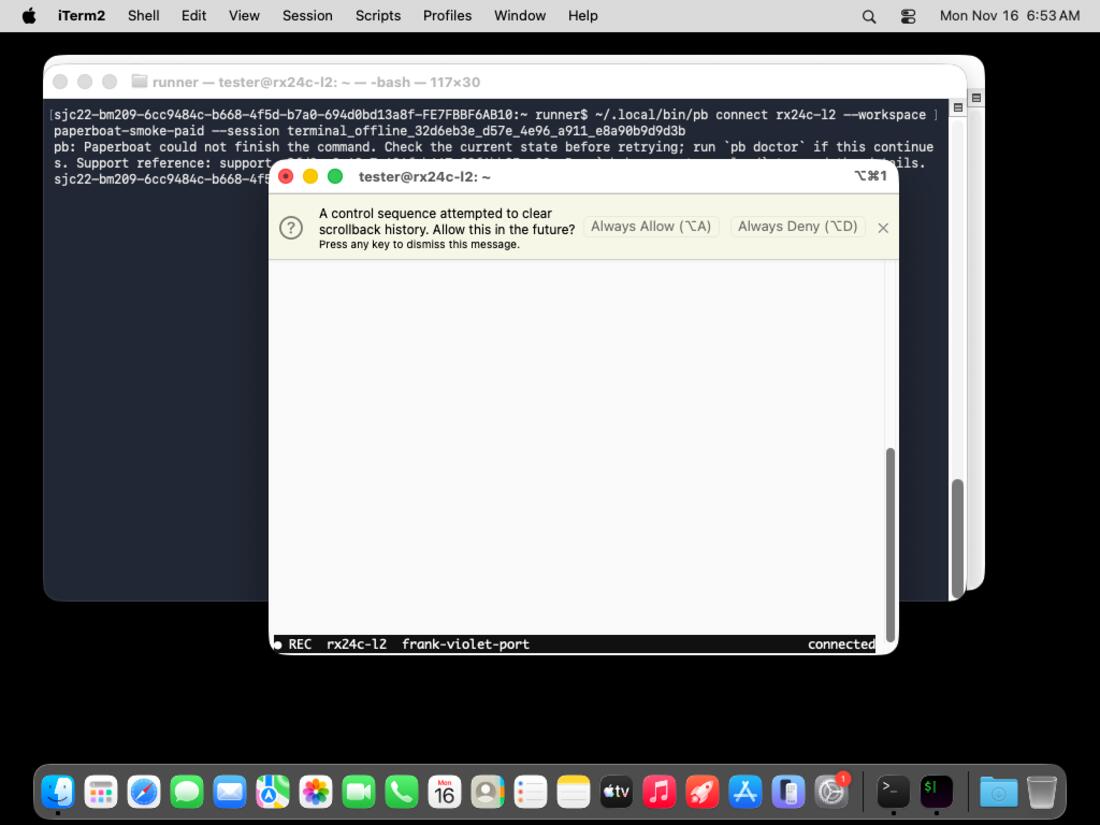 iTerm2 Shell Edit View Session Scripts Profiles Window Help Mon Nov 16 6:53 AM
runner — tester@rx24c-l2: ~ — -bash — 117×30
[sjc22-bm209-6cc9484c-b668-4f5d-b7a0-694d0bd13a8f-FE7FBBF6AB10:~ runner$ ~/.local/bin/pb connect rx24c-l2 --workspace ]
paperboat-smoke-paid --session terminal_offline_32d6eb3e_d57e_4e96_a911_e8a90b9d9d3b
pb: Paperboat could not finish the command. Check the current state before retrying; run `pb doctor` if this continue
s. Support reference: support
sjc22-bm209-6cc9484c-b668-4f5
tester@rx24c-l2: ~ ⌥⌘1
A control sequence attempted to clear
scrollback history. Allow this in the future?
Press any key to dismiss this message.
Always Allow (⌥A) Always Deny (⌥D)
● REC rx24c-l2 frank-violet-port connected
Mon
16
tv
1
>_
$